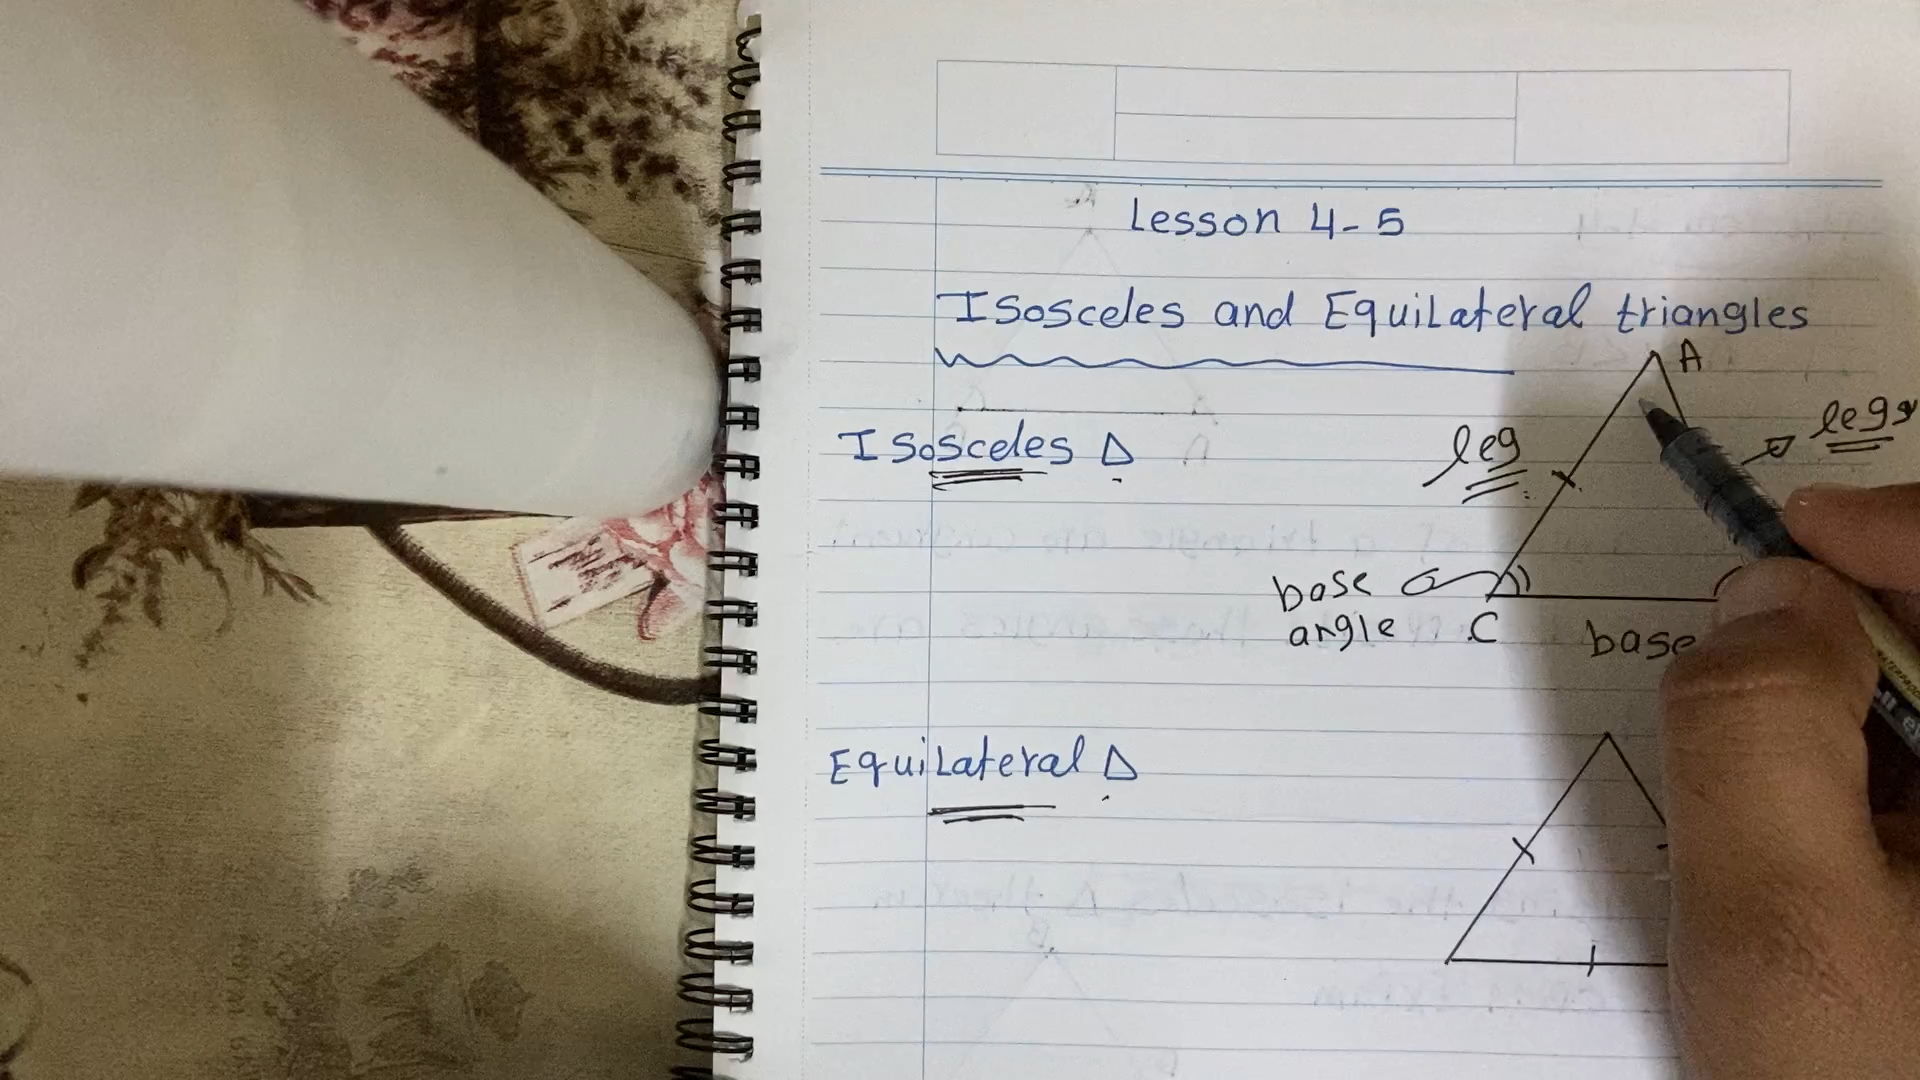 Lesson 4-5
Isosceles and Equilateral triangles
A
legs
Isosceles Δ
leg
base
angle
C
base
Equilateral Δ